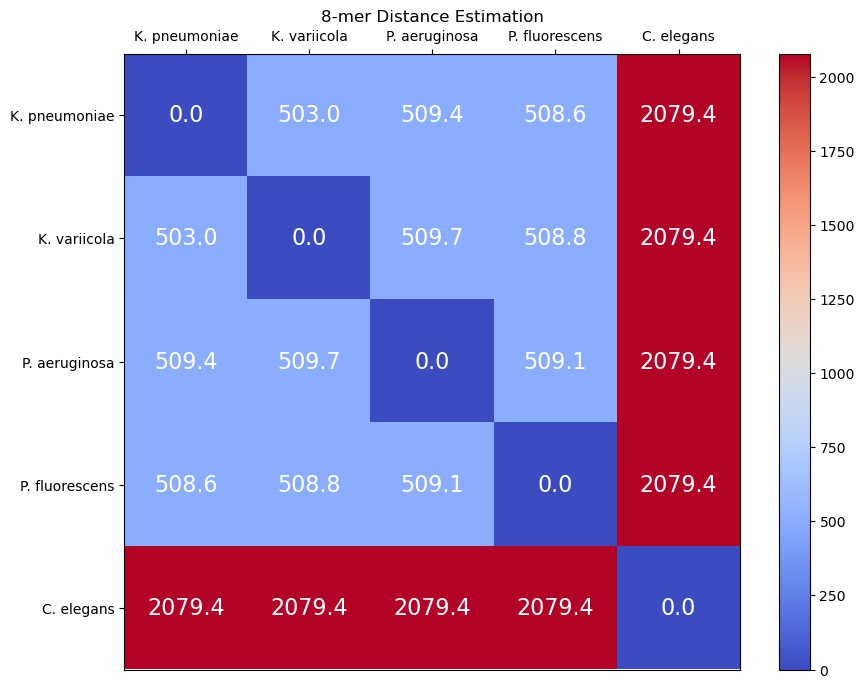 8-mer Distance Estimation
K. pneumoniae K. variicola P. aeruginosa P. fluorescens C. elegans
K. pneumoniae 0.0 503.0 509.4 508.6 2079.4
K. variicola 503.0 0.0 509.7 508.8 2079.4
P. aeruginosa 509.4 509.7 0.0 509.1 2079.4
P. fluorescens 508.6 508.8 509.1 0.0 2079.4
C. elegans 2079.4 2079.4 2079.4 2079.4 0.0
2000
1750
1500
1250
1000
750
500
250
0